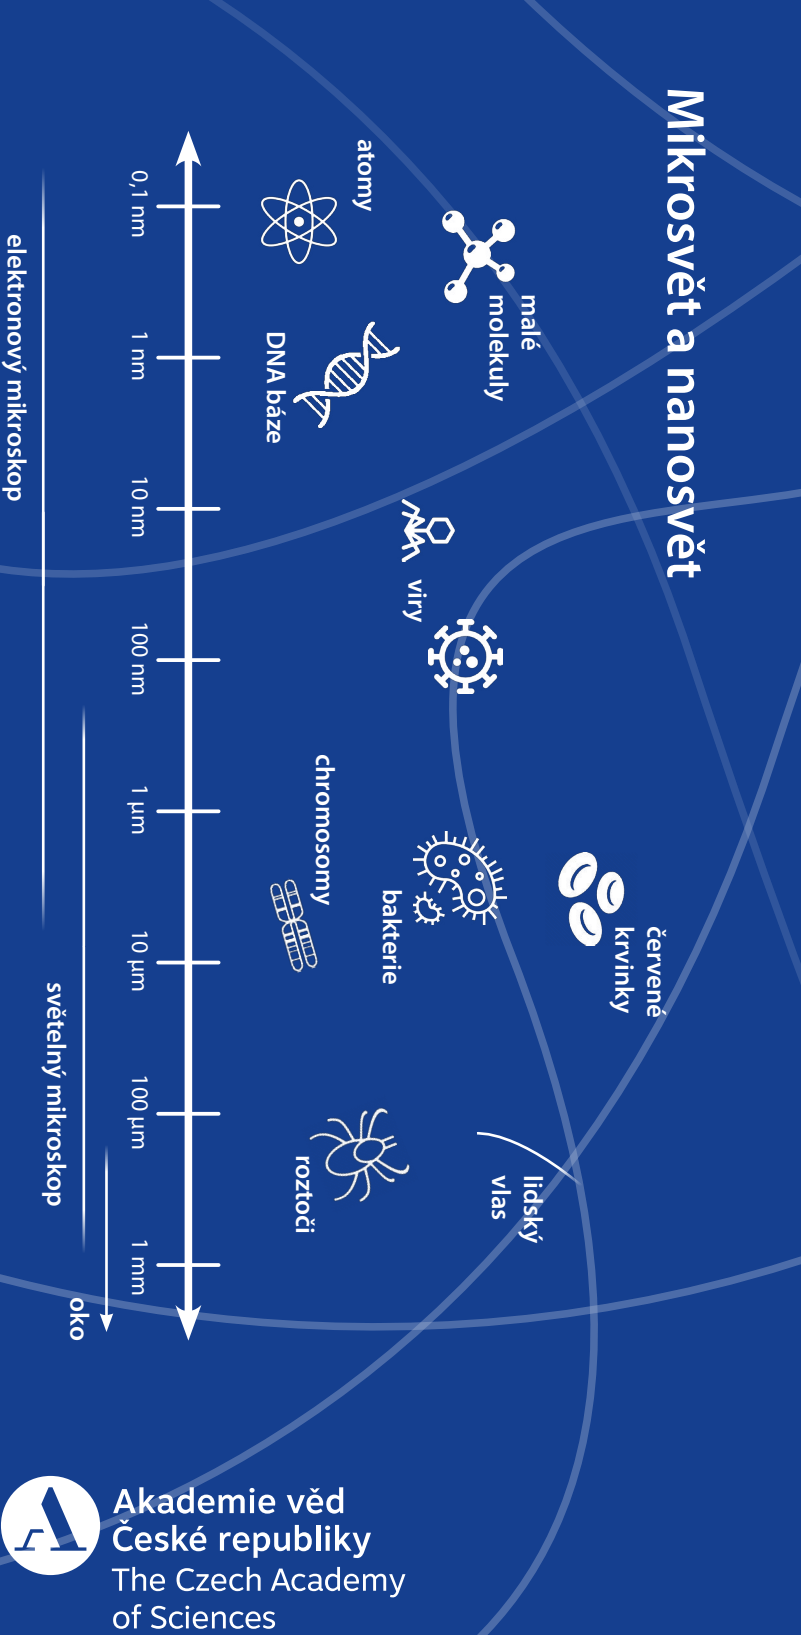 Mikrosvět a nanosvět
malé
molekuly
atomy
DNA báze
viry
červené
krvinky
bakterie
chromosomy
lidský
vlas
roztoči
0,1 nm
1 nm
10 nm
100 nm
1 µm
10 µm
100 µm
1 mm
oko
světelný mikroskop
elektronový mikroskop
Akademie věd
České republiky
The Czech Academy
of Sciences